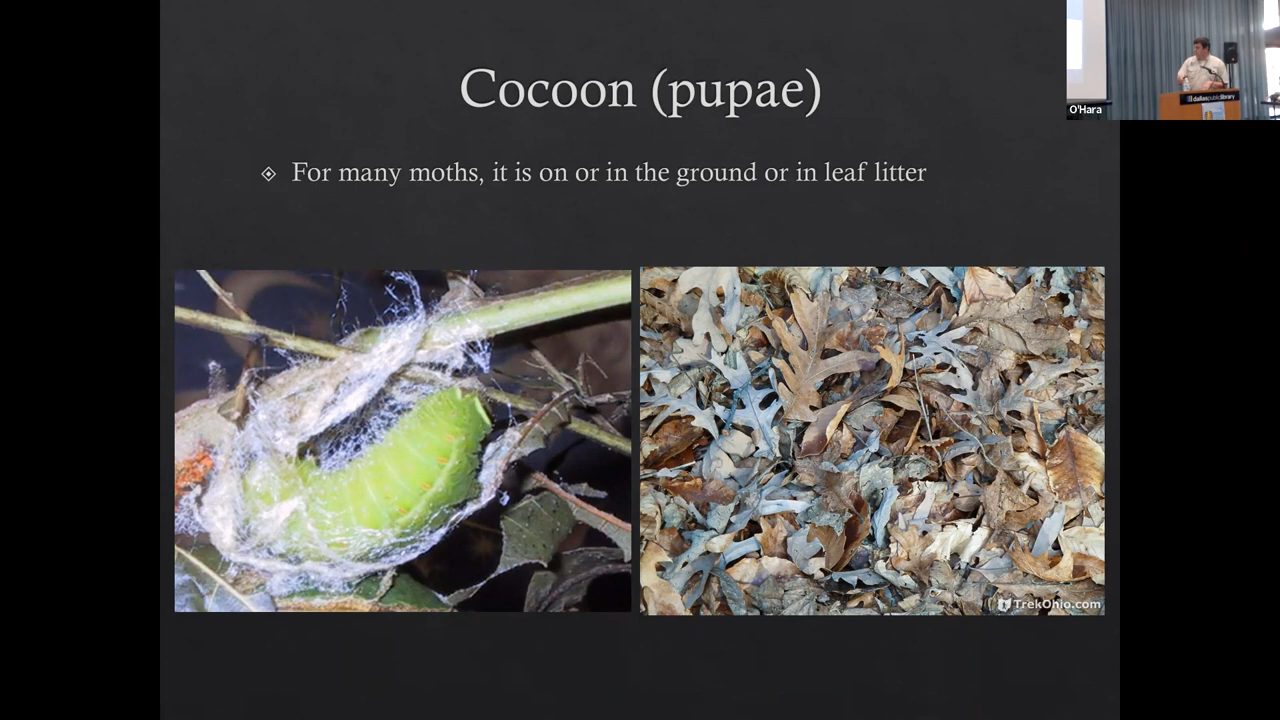 Cocoon (pupae)
For many moths, it is on or in the ground or in leaf litter
O'Hara
dallaspubliclibrary
TrekOhio.com